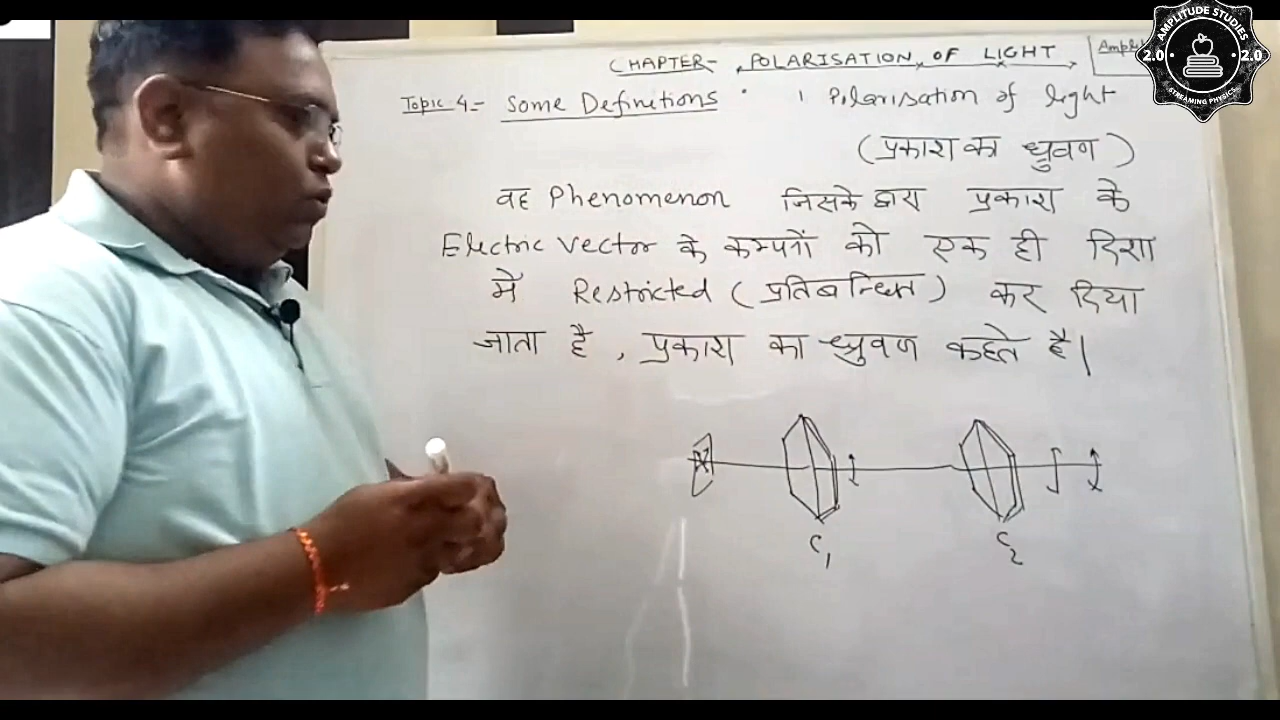 CHAPTER- POLARISATION OF LIGHT
Topic 4- Some Definitions 1 Polarisation of light
(प्रकाश का ध्रुवण)
वह Phenomenon जिसके द्वारा प्रकाश के
Electric Vector के कम्पनों को एक ही दिशा
में Restricted (प्रतिबन्धित) कर दिया
जाता है, प्रकाश का ध्रुवण कहते है।
C1
C2
AMPLITUDE STUDIES
2.0 2.0
STREAMING PHYSICS